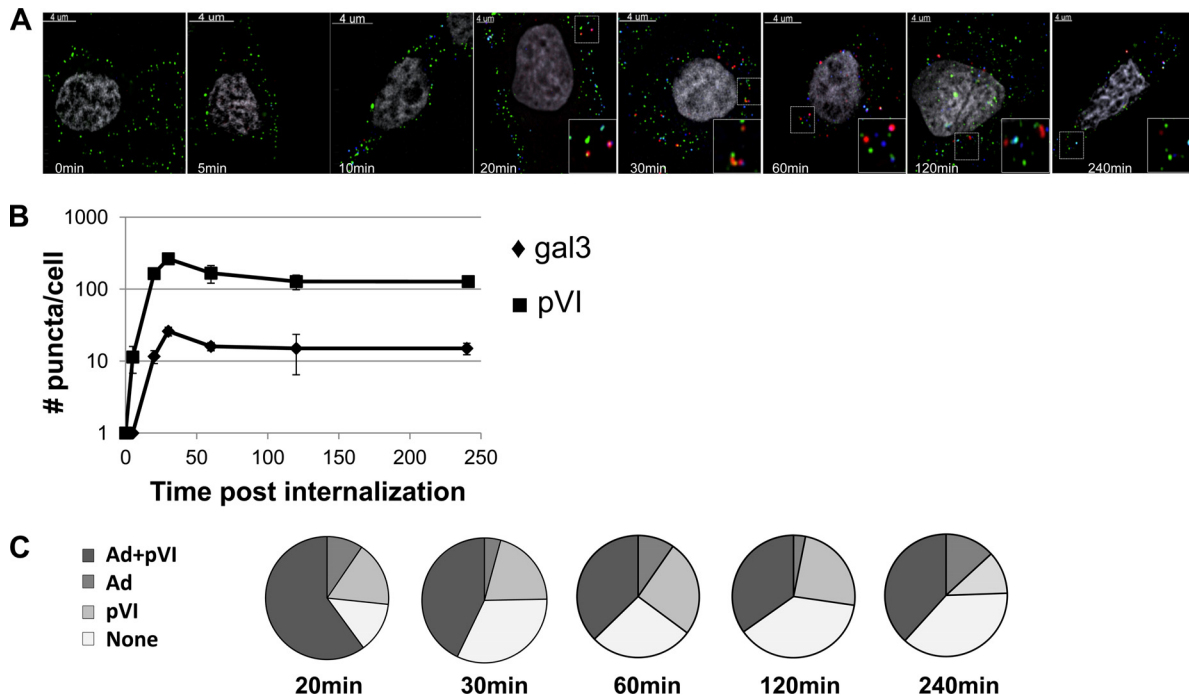 A
4 um 4 um 4 um 4 um 4 um 4 um 4 um 4 um
0min 5min 10min 20min 30min 60min 120min 240min
B
1000
100
10
1
# puncta/cell
0 50 100 150 200 250
Time post internalization
gal3
pVI
C
Ad+pVI
Ad
pVI
None
20min 30min 60min 120min 240min